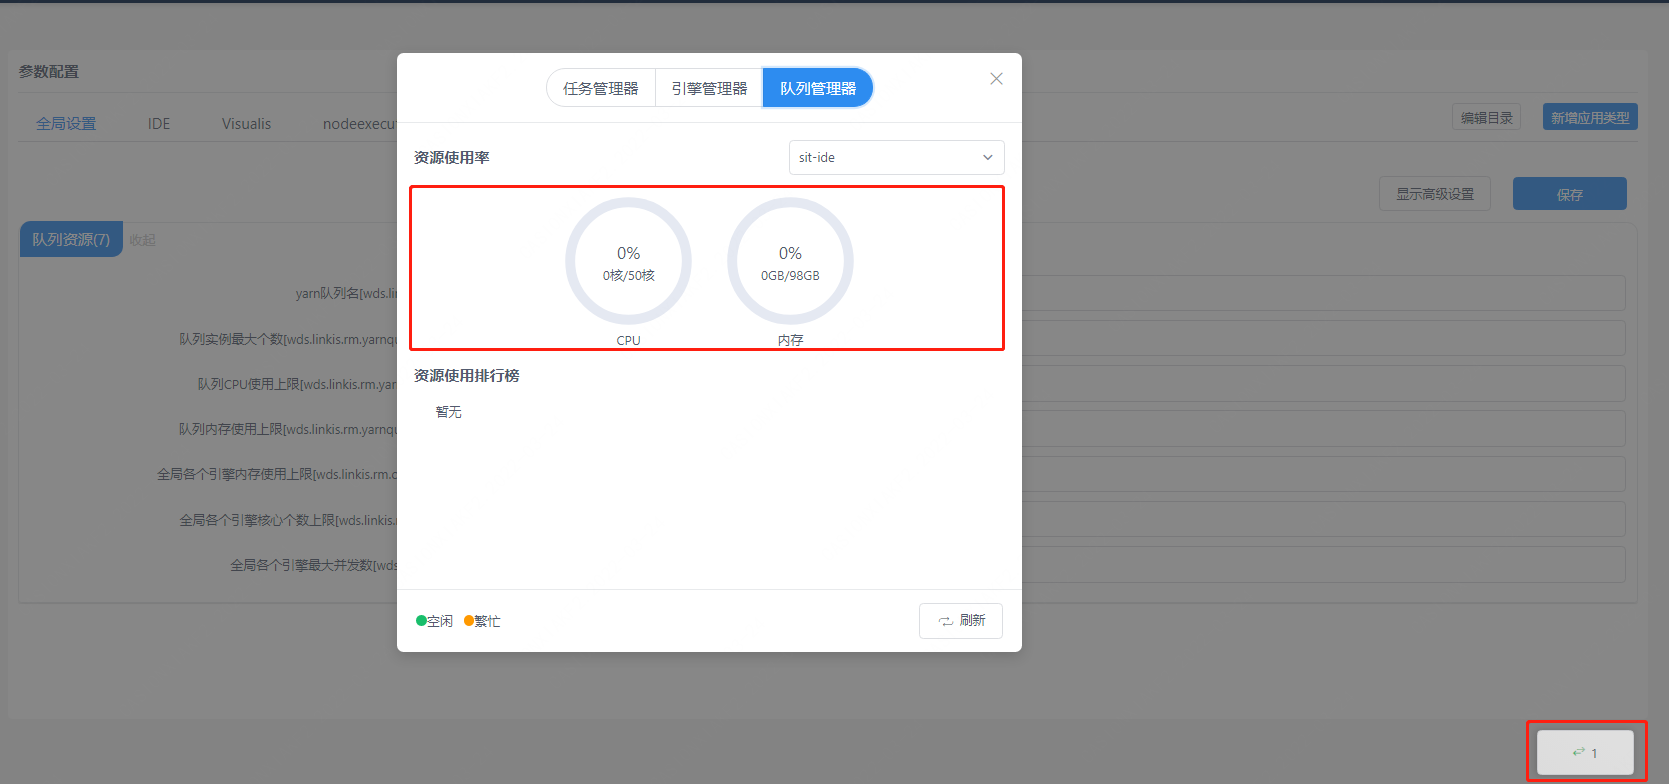 参数配置
全局设置 IDE Visualis nodeexecut
编辑目录 新增应用类型
显示高级设置 保存
队列资源(7) 收起
yarn队列名[wds.li
队列实例最大个数[wds.linkis.rm.yarnqu
队列CPU使用上限[wds.linkis.rm.yar
队列内存使用上限[wds.linkis.rm.yarnqu
全局各个引擎内存使用上限[wds.linkis.rm.c
全局各个引擎核心个数上限[wds.linkis.
全局各个引擎最大并发数[wds
任务管理器 引擎管理器 队列管理器
资源使用率 sit-ide
0% 0%
0核/50核 0GB/98GB
CPU 内存
资源使用排行榜
暂无
空闲 繁忙 刷新
1